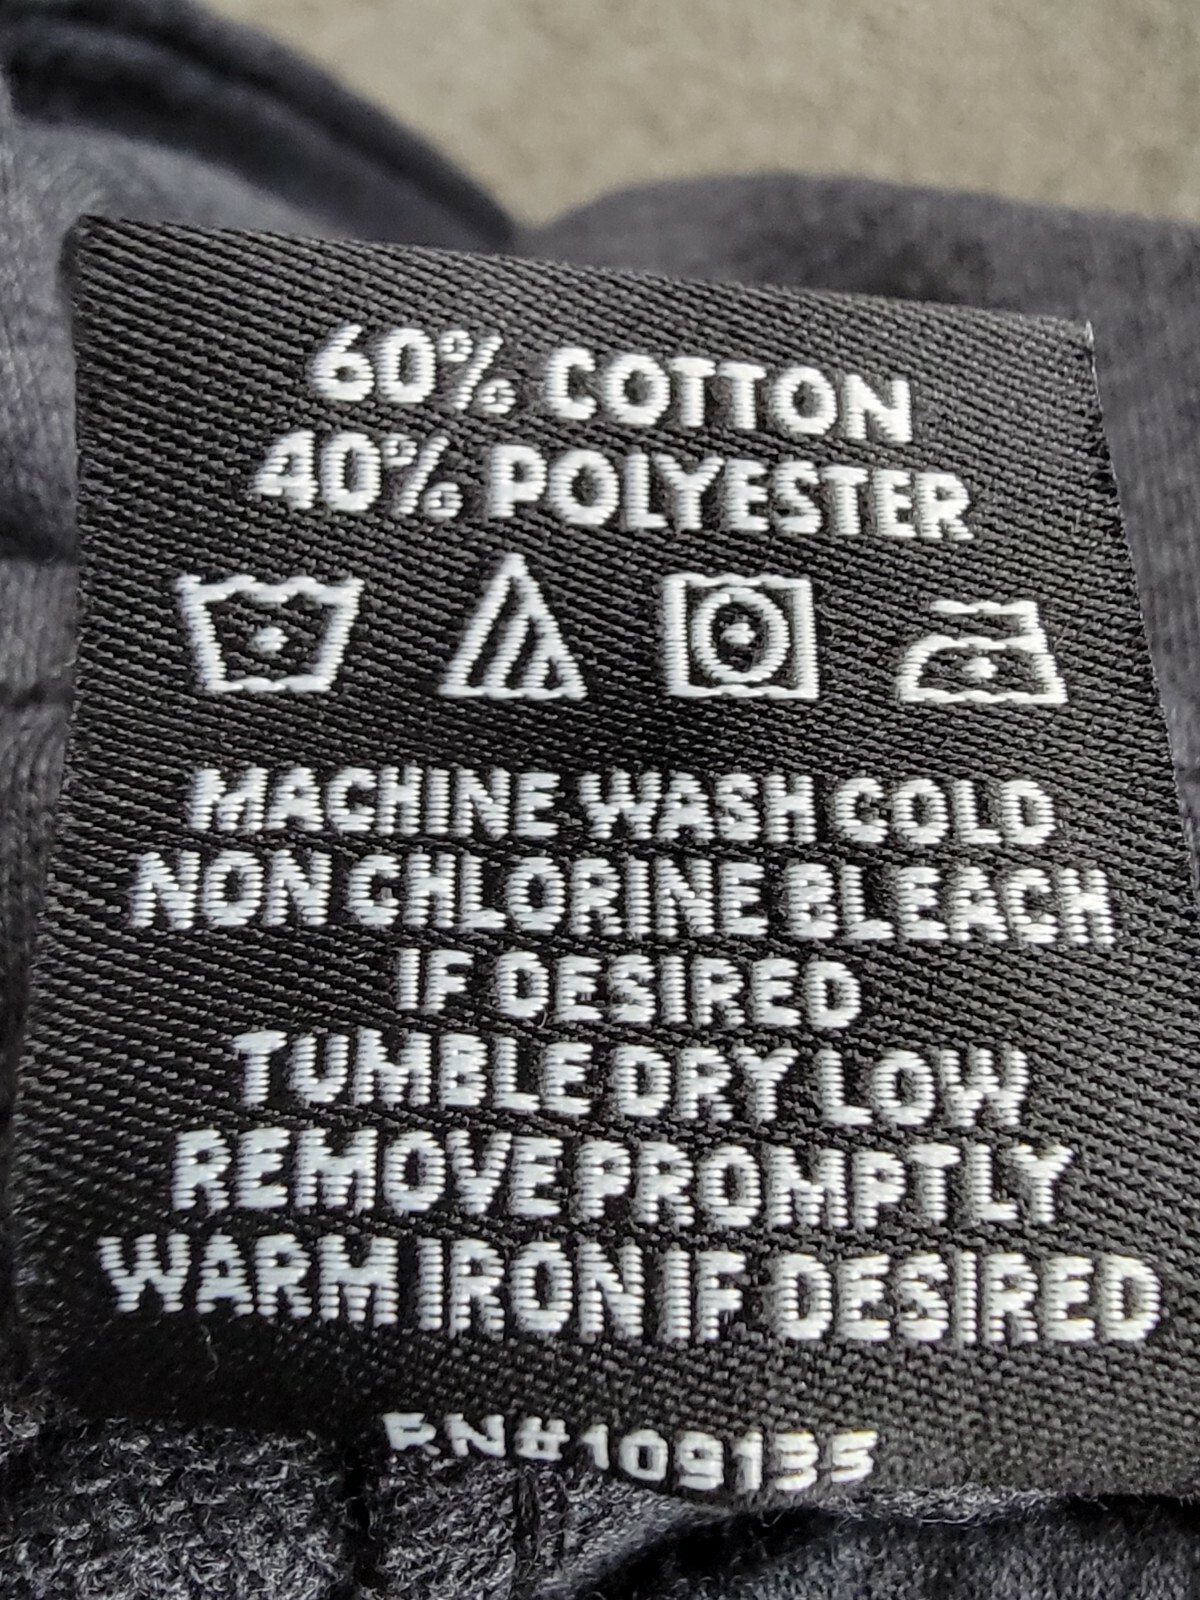 60% COTTON
40% POLYESTER
MACHINE WASH COLD
NON CHLORINE BLEACH
IF DESIRED
TUMBLE DRY LOW
REMOVE PROMPTLY
WARM IRON IF DESIRED
RN#109135